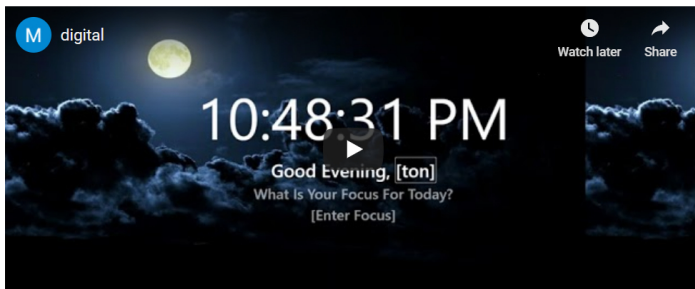 M digital
Watch later
Share
10:48:31 PM
Good Evening, [ton]
What Is Your Focus For Today?
[Enter Focus]